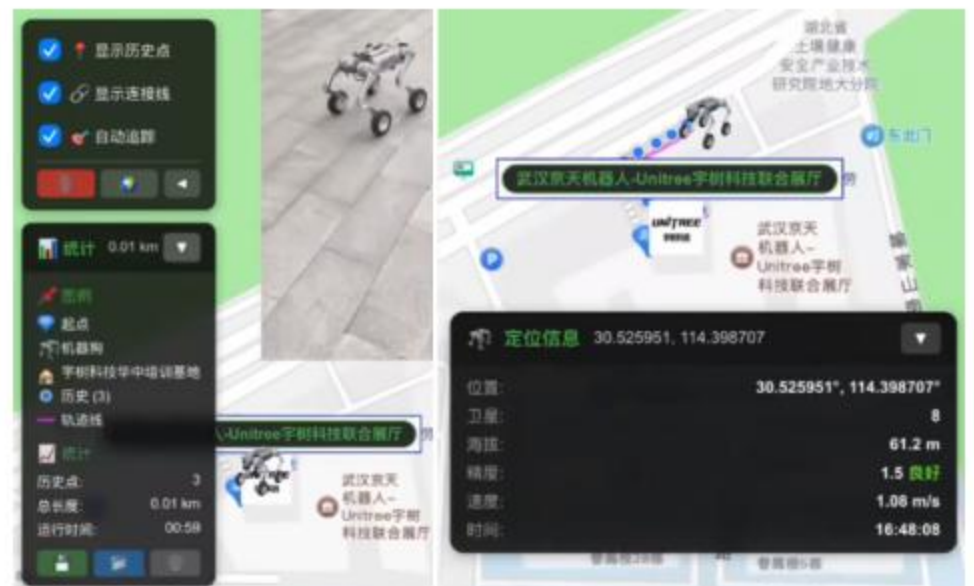 显示历史点
显示连接线
自动追踪
统计 0.01 km
图例
起点
机器狗
宇树科技华中培训基地
历史 (3)
轨迹线
统计
历史点: 3
总长度: 0.01 km
运行时间: 00:59
-Unitree宇树科技联合展厅
武汉京天
机器人-
Unitree宇树
科技联合展厅
湖北省
土壤健康
安全产业技术
研究院地大分院
东北门
武汉京天机器人-Unitree宇树科技联合展厅
UNITREE
宇树科技
P
武汉京天
机器人-
Unitree宇树
科技联合展厅
定位信息 30.525951, 114.398707
位置: 30.525951°, 114.398707°
卫星: 8
海拔: 61.2 m
精度: 1.5 良好
速度: 1.08 m/s
时间: 16:48:08